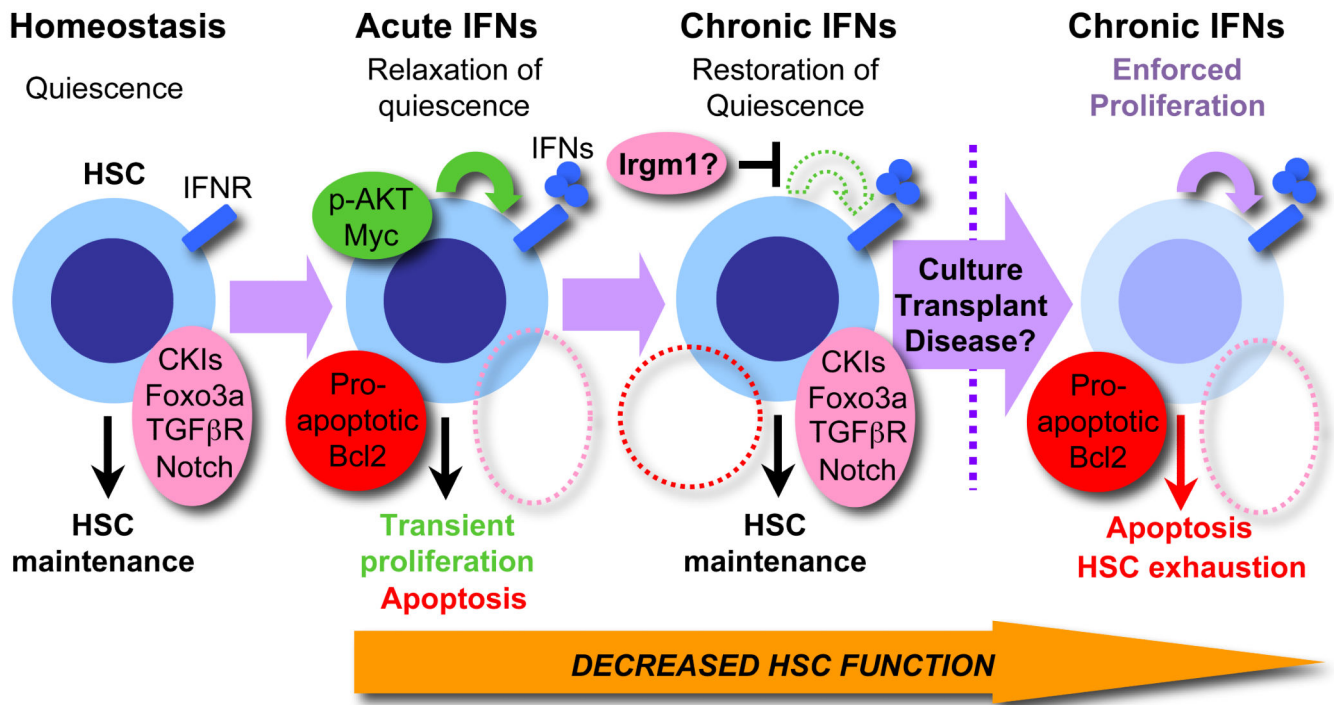 Homeostasis
Quiescence
HSC
IFNR
CKIs
Foxo3a
TGFβR
Notch
HSC
maintenance
Acute IFNs
Relaxation of
quiescence
IFNs
p-AKT
Myc
Pro-
apoptotic
Bcl2
Transient
proliferation
Apoptosis
Chronic IFNs
Restoration of
Quiescence
Irgm1?
CKIs
Foxo3a
TGFβR
Notch
HSC
maintenance
Culture
Transplant
Disease?
Chronic IFNs
Enforced
Proliferation
Pro-
apoptotic
Bcl2
Apoptosis
HSC exhaustion
DECREASED HSC FUNCTION